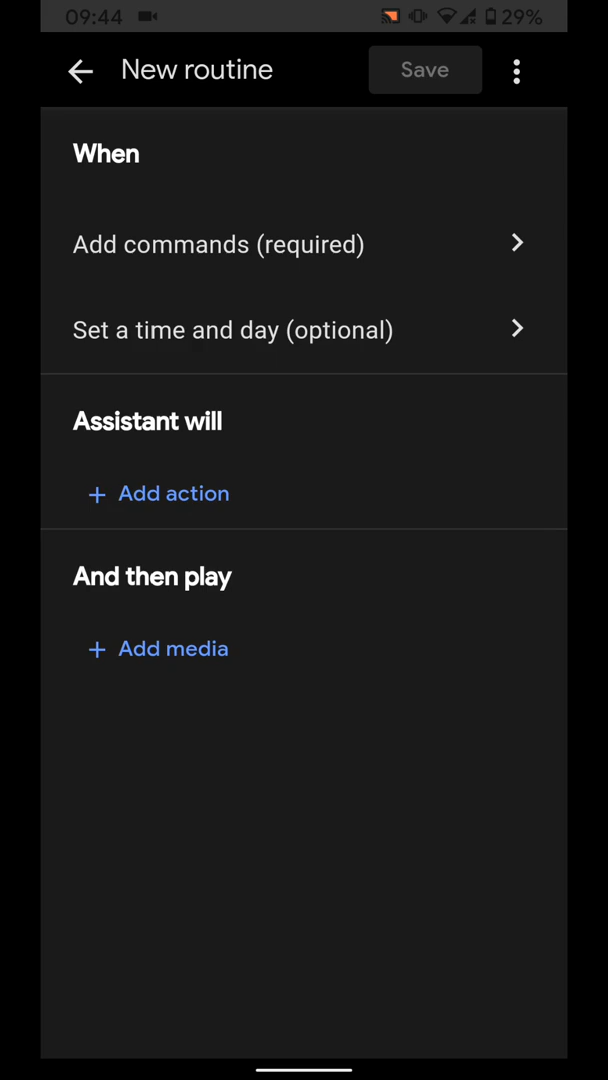 09:44 29%
New routine Save
When
Add commands (required)
Set a time and day (optional)
Assistant will
+ Add action
And then play
+ Add media